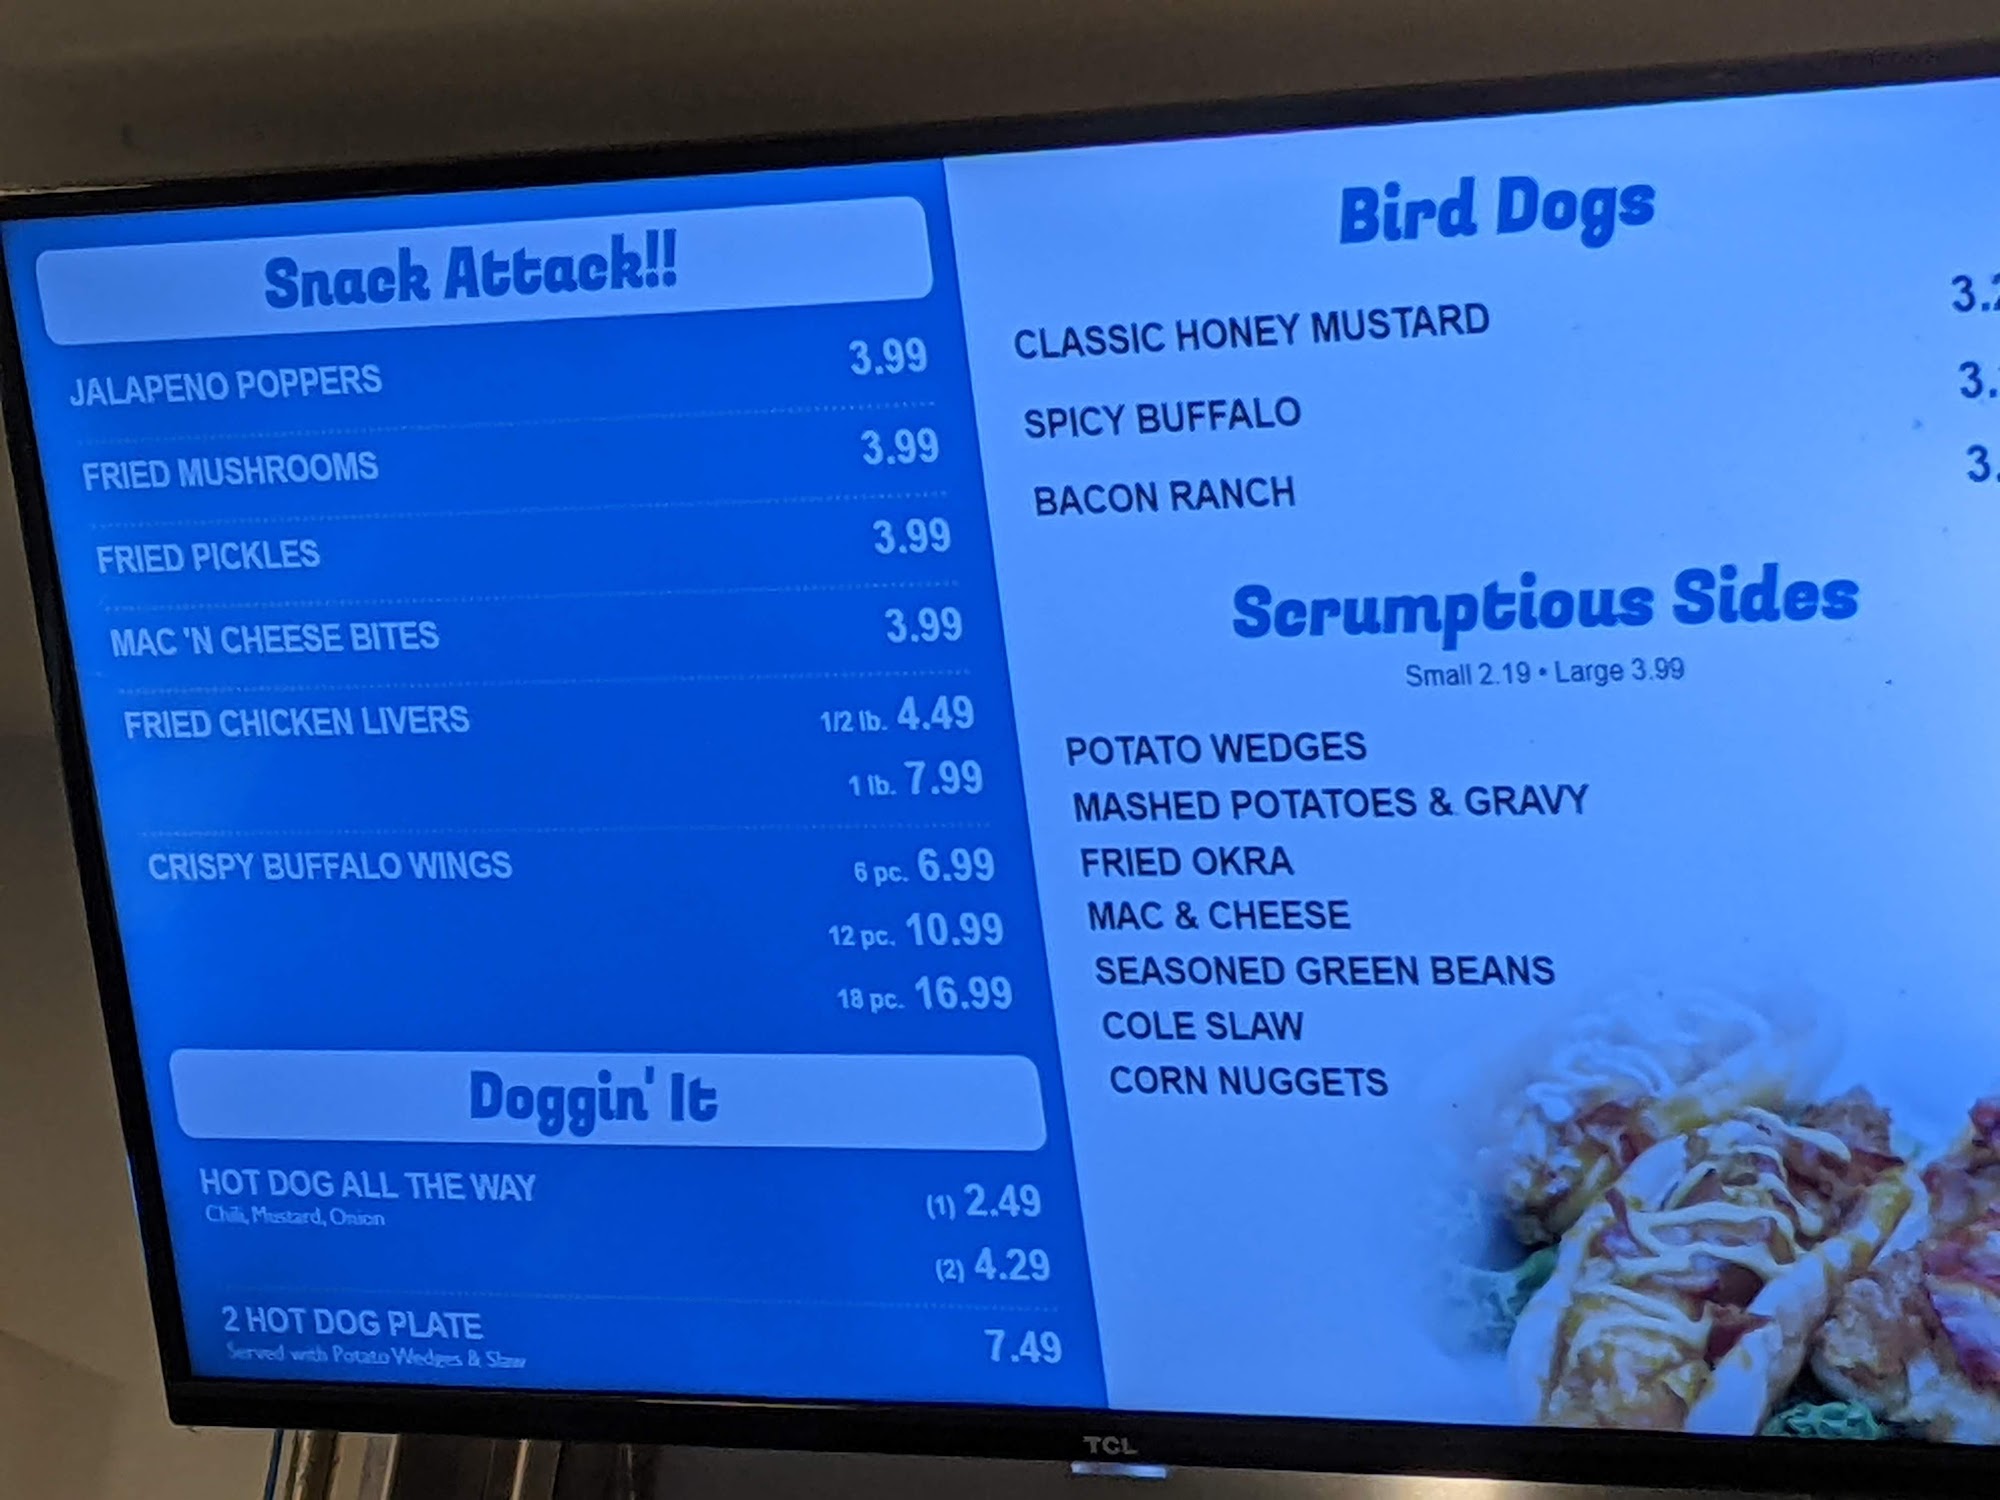 Snack Attack!!
JALAPENO POPPERS 3.99
FRIED MUSHROOMS 3.99
FRIED PICKLES 3.99
MAC 'N CHEESE BITES 3.99
FRIED CHICKEN LIVERS 1/2 lb. 4.49
1 lb. 7.99
CRISPY BUFFALO WINGS 6 pc. 6.99
12 pc. 10.99
18 pc. 16.99
Doggin' It
HOT DOG ALL THE WAY (1) 2.49
Chili, Mustard, Onion
(2) 4.29
2 HOT DOG PLATE 7.49
Served with Potato Wedges & Slaw
Bird Dogs
CLASSIC HONEY MUSTARD
SPICY BUFFALO
BACON RANCH
Scrumptious Sides
Small 2.19 • Large 3.99
POTATO WEDGES
MASHED POTATOES & GRAVY
FRIED OKRA
MAC & CHEESE
SEASONED GREEN BEANS
COLE SLAW
CORN NUGGETS
TCL